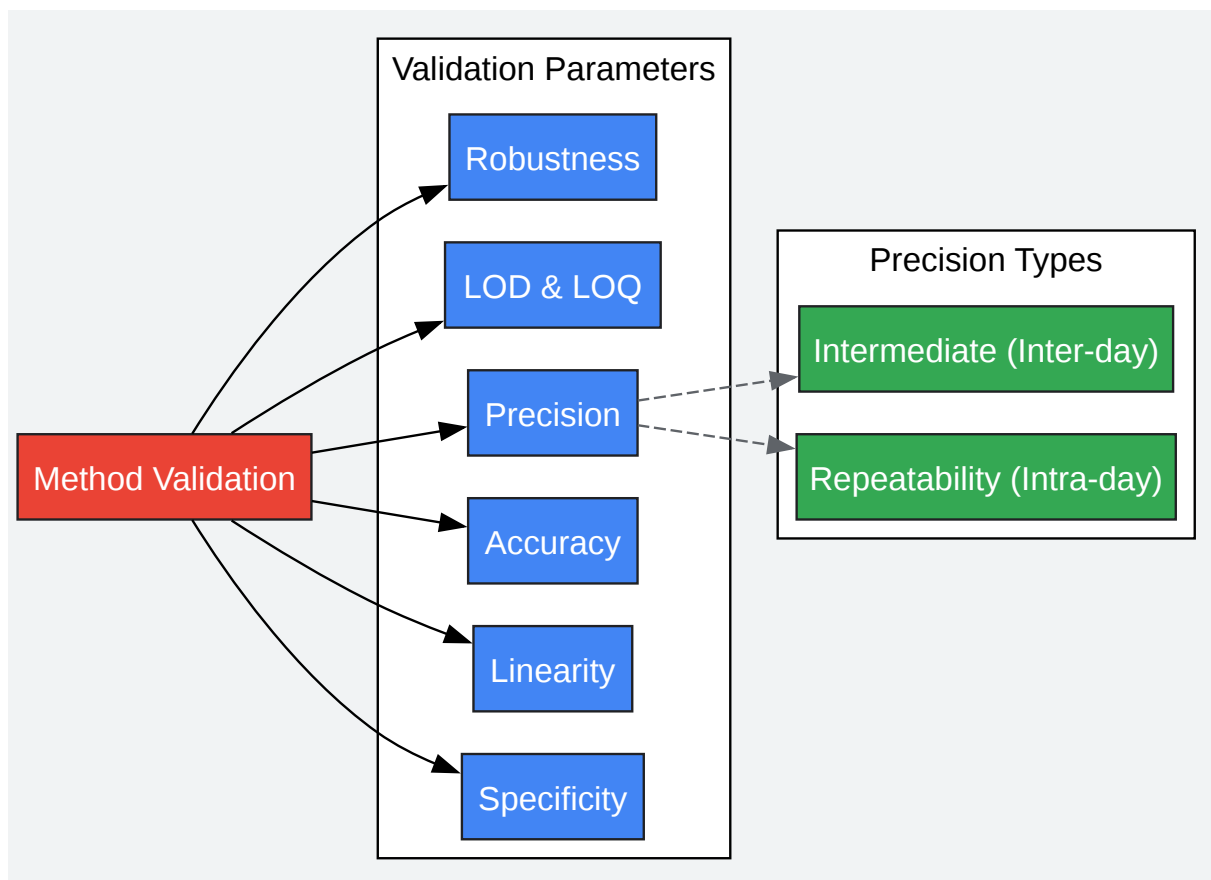 Method Validation
Validation Parameters
Robustness
LOD & LOQ
Precision
Accuracy
Linearity
Specificity
Precision Types
Intermediate (Inter-day)
Repeatability (Intra-day)